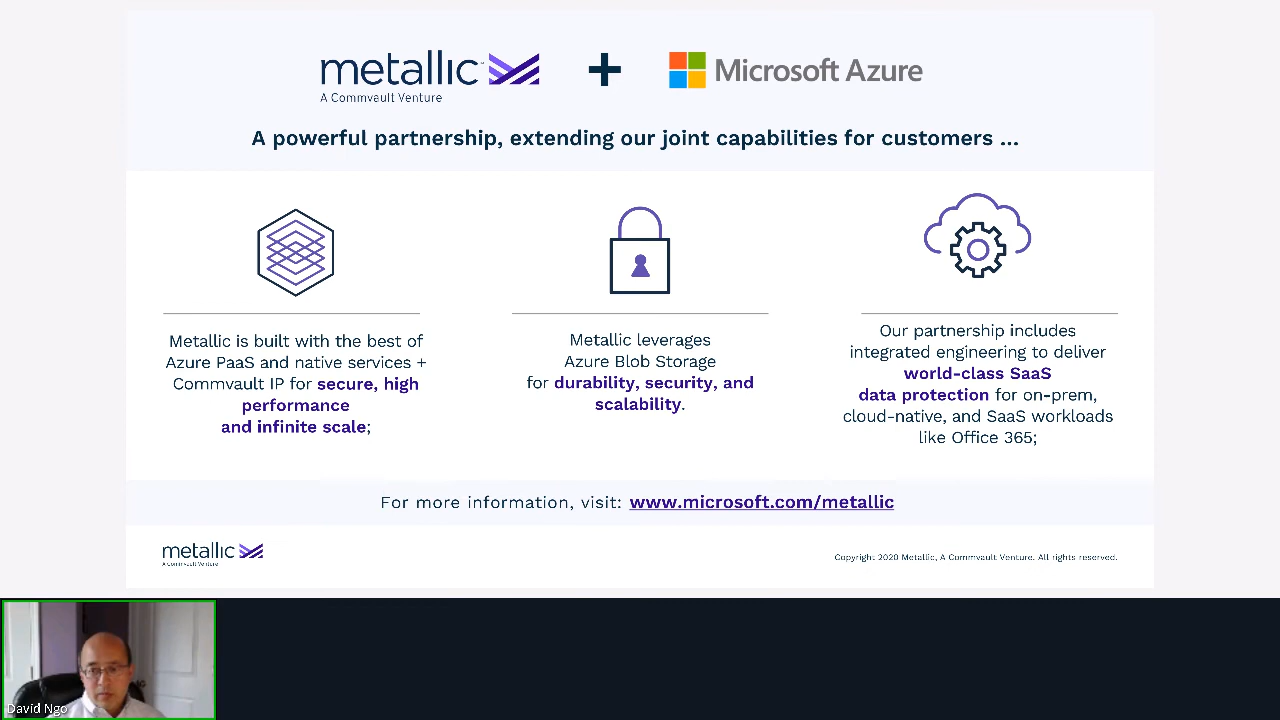 metallic™
A Commvault Venture
+
Microsoft Azure
A powerful partnership, extending our joint capabilities for customers ...
Metallic is built with the best of
Azure PaaS and native services +
Commvault IP for secure, high
performance
and infinite scale;
Metallic leverages
Azure Blob Storage
for durability, security, and
scalability.
Our partnership includes
integrated engineering to deliver
world-class SaaS
data protection for on-prem,
cloud-native, and SaaS workloads
like Office 365;
For more information, visit: www.microsoft.com/metallic
metallic
A Commvault Venture
Copyright 2020 Metallic, A Commvault Venture. All rights reserved.
David Ngo